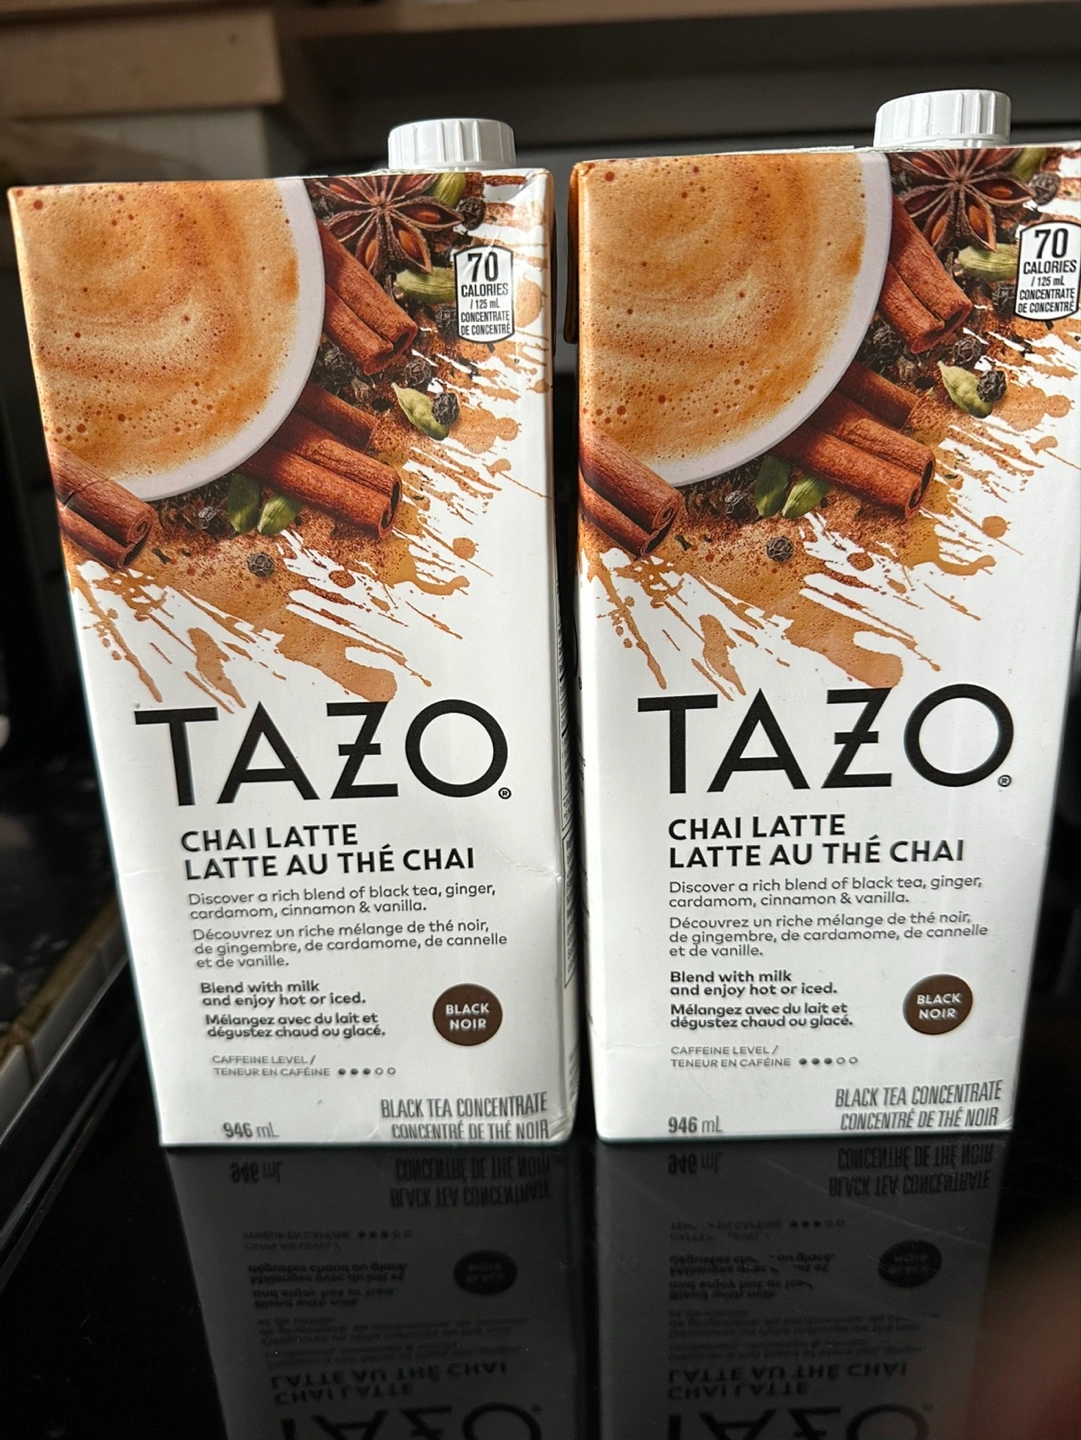 70
CALORIES
/ 125 mL
CONCENTRATE
DE CONCENTRÉ
TAZO®
CHAI LATTE
LATTE AU THÉ CHAI
Discover a rich blend of black tea, ginger,
cardamom, cinnamon & vanilla.
Découvrez un riche mélange de thé noir,
de gingembre, de cardamome, de cannelle
et de vanille.
Blend with milk
and enjoy hot or iced.
Mélangez avec du lait et
dégustez chaud ou glacé.
BLACK
NOIR
CAFFEINE LEVEL /
TENEUR EN CAFÉINE
946 mL
BLACK TEA CONCENTRATE
CONCENTRÉ DE THÉ NOIR
70
CALORIES
/ 125 mL
CONCENTRATE
DE CONCENTRÉ
TAZO®
CHAI LATTE
LATTE AU THÉ CHAI
Discover a rich blend of black tea, ginger,
cardamom, cinnamon & vanilla.
Découvrez un riche mélange de thé noir,
de gingembre, de cardamome, de cannelle
et de vanille.
Blend with milk
and enjoy hot or iced.
Mélangez avec du lait et
dégustez chaud ou glacé.
BLACK
NOIR
CAFFEINE LEVEL /
TENEUR EN CAFÉINE
946 mL
BLACK TEA CONCENTRATE
CONCENTRÉ DE THÉ NOIR